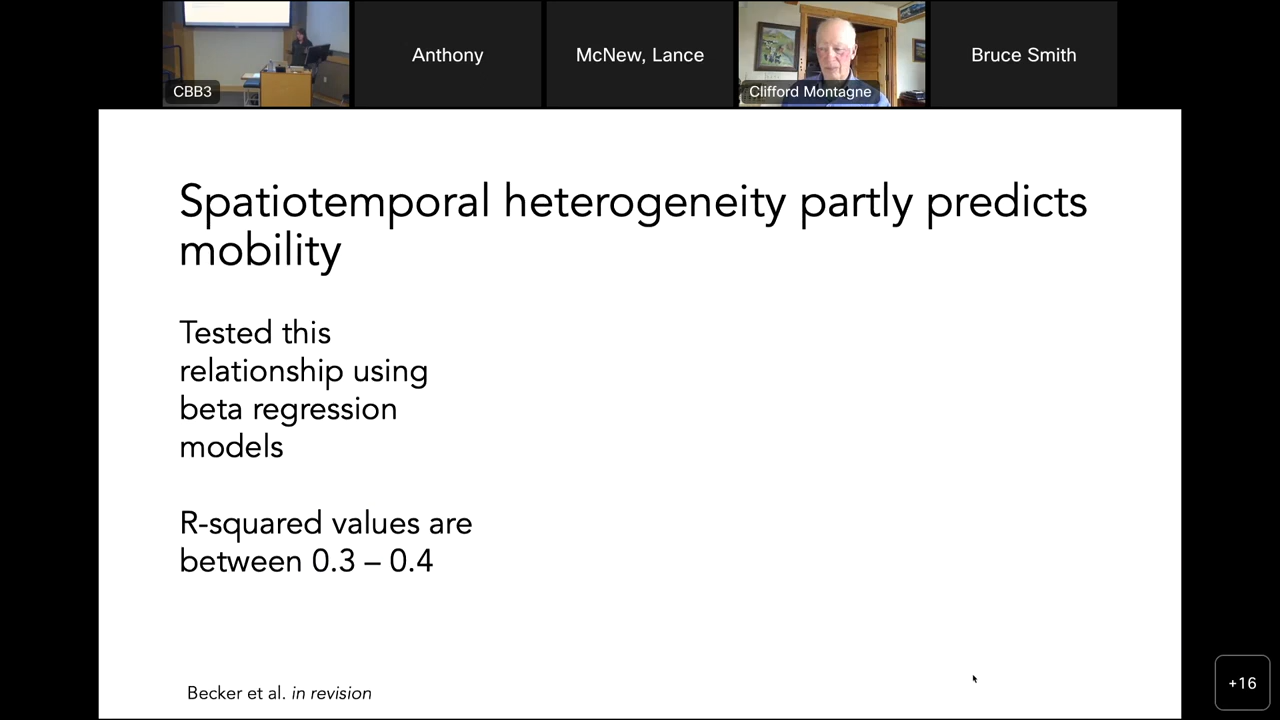 CBB3
Anthony
McNew, Lance
Clifford Montagne
Bruce Smith
Spatiotemporal heterogeneity partly predicts
mobility
Tested this
relationship using
beta regression
models
R-squared values are
between 0.3 – 0.4
Becker et al. in revision
+16